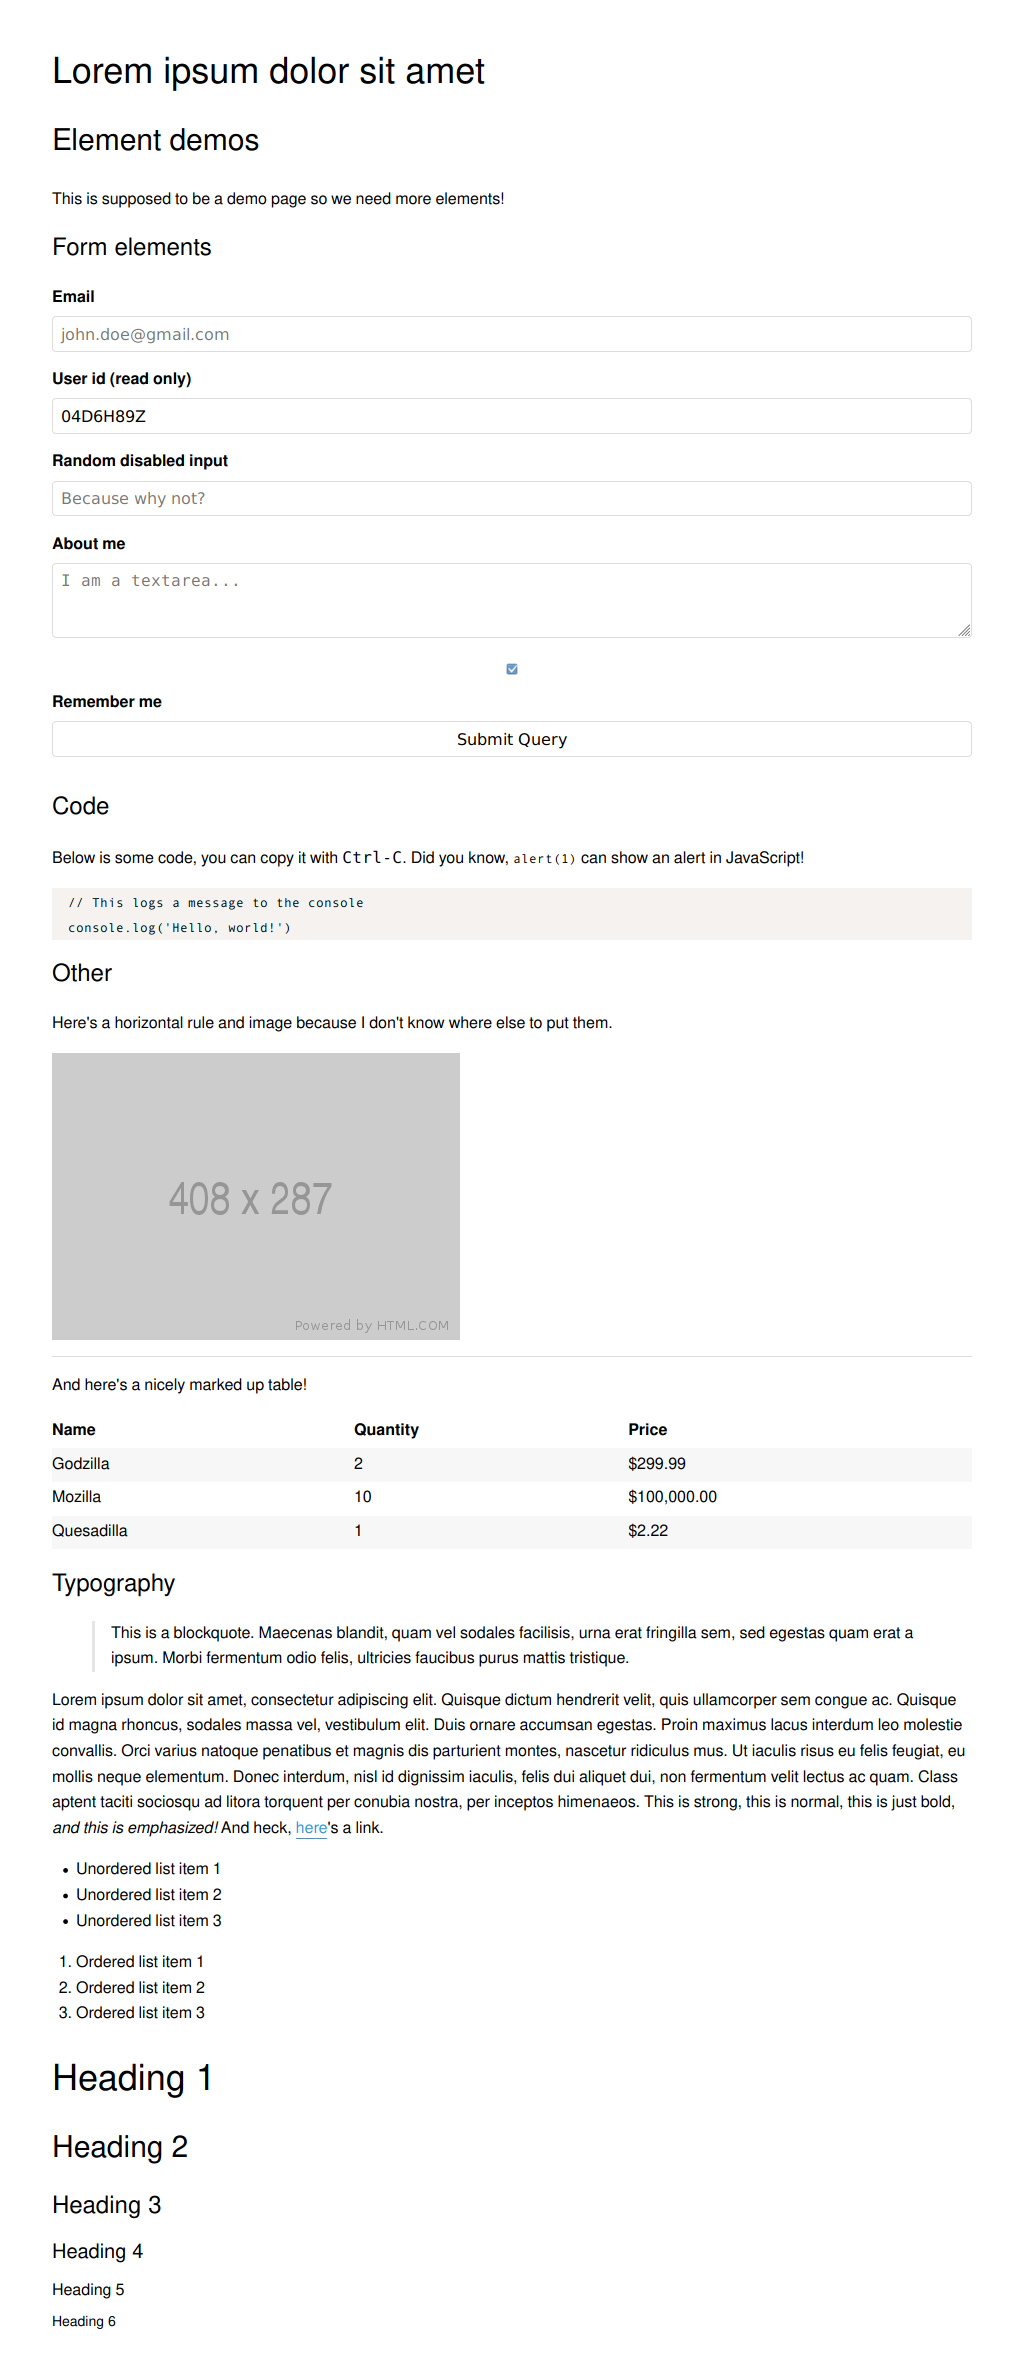 Lorem ipsum dolor sit amet
Element demos
This is supposed to be a demo page so we need more elements!
Form elements
Email
john.doe@gmail.com
User id (read only)
04D6H89Z
Random disabled input
Because why not?
About me
I am a textarea...
Remember me
Submit Query
Code
Below is some code, you can copy it with Ctrl-C. Did you know, alert(1) can show an alert in JavaScript!
// This logs a message to the console
console.log('Hello, world!')
Other
Here's a horizontal rule and image because I don't know where else to put them.
408 x 287
Powered by HTML.COM
And here's a nicely marked up table!
Name Quantity Price
Godzilla 2 $299.99
Mozilla 10 $100,000.00
Quesadilla 1 $2.22
Typography
This is a blockquote. Maecenas blandit, quam vel sodales facilisis, urna erat fringilla sem, sed egestas quam erat a
ipsum. Morbi fermentum odio felis, ultricies faucibus purus mattis tristique.
Lorem ipsum dolor sit amet, consectetur adipiscing elit. Quisque dictum hendrerit velit, quis ullamcorper sem congue ac. Quisque
id magna rhoncus, sodales massa vel, vestibulum elit. Duis ornare accumsan egestas. Proin maximus lacus interdum leo molestie
convallis. Orci varius natoque penatibus et magnis dis parturient montes, nascetur ridiculus mus. Ut iaculis risus eu felis feugiat, eu
mollis neque elementum. Donec interdum, nisl id dignissim iaculis, felis dui aliquet dui, non fermentum velit lectus ac quam. Class
aptent taciti sociosqu ad litora torquent per conubia nostra, per inceptos himenaeos. This is strong, this is normal, this is just bold,
and this is emphasized! And heck, here's a link.
• Unordered list item 1
• Unordered list item 2
• Unordered list item 3
1. Ordered list item 1
2. Ordered list item 2
3. Ordered list item 3
Heading 1
Heading 2
Heading 3
Heading 4
Heading 5
Heading 6